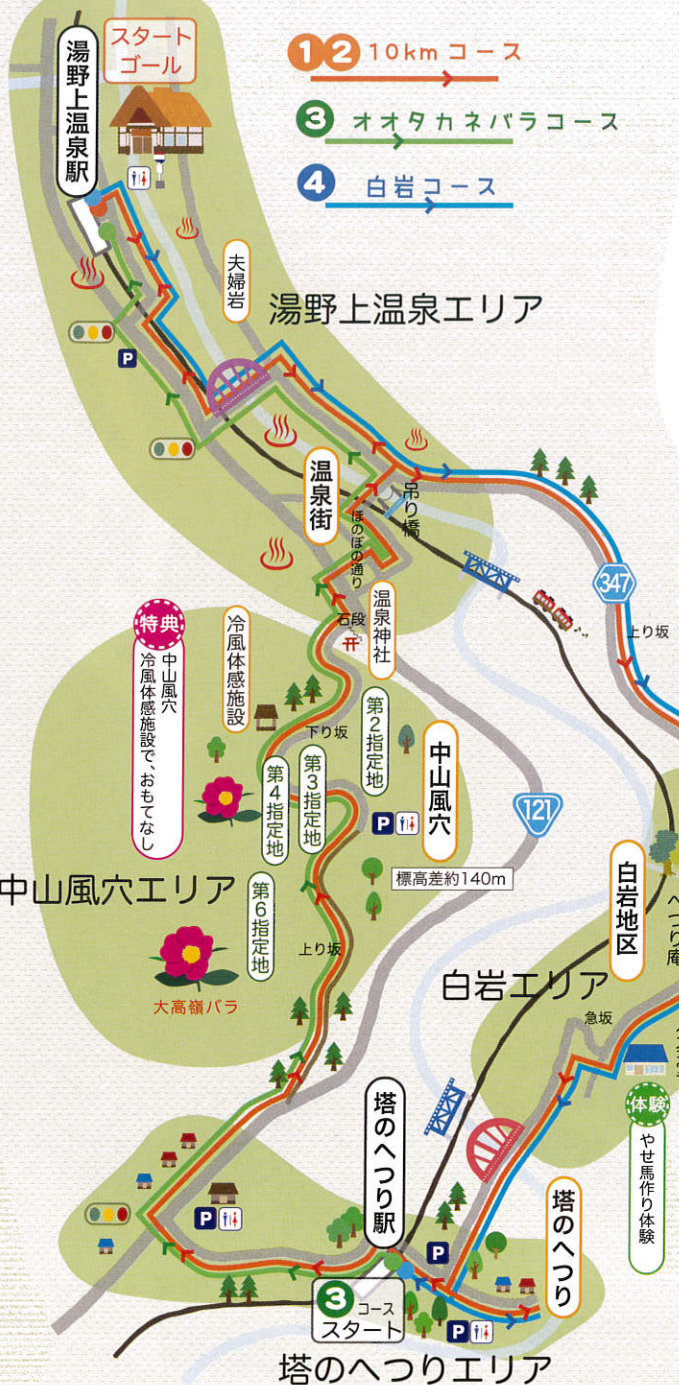 スタート
ゴール
湯野上温泉駅
①② 10kmコース
③ オオタカネバラコース
④ 白岩コース
夫婦岩
湯野上温泉エリア
P
温泉街
吊り橋
ほのぼの通り
347
上り坂
石段
温泉神社
特典
中山風穴
冷風体感施設で、おもてなし
冷風体感施設
下り坂
第2指定地
第3指定地
第4指定地
中山風穴
P
121
標高差約140m
中山風穴エリア
第6指定地
上り坂
大高嶺バラ
白岩地区
へつり庵
白岩エリア
急坂
体験
やせ馬作り体験
塔のへつり駅
P
P
塔のへつり
③ コース
スタート
P
塔のへつりエリア